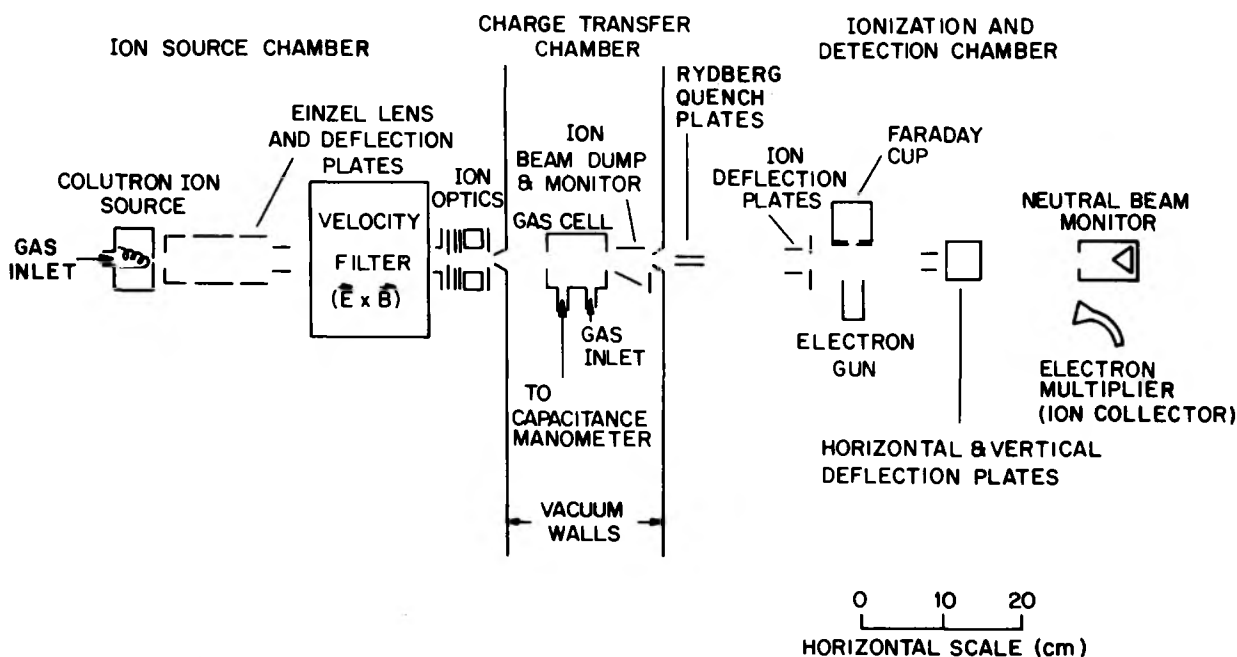 ION SOURCE CHAMBER
CHARGE TRANSFER
CHAMBER
IONIZATION AND
DETECTION CHAMBER
EINZEL LENS
AND DEFLECTION
PLATES
COLUTRON ION
SOURCE
GAS
INLET
VELOCITY
FILTER
(E x B)
ION
OPTICS
ION
BEAM DUMP
& MONITOR
GAS CELL
GAS
INLET
TO
CAPACITANCE
MANOMETER
VACUUM
WALLS
RYDBERG
QUENCH
PLATES
ION
DEFLECTION
PLATES
FARADAY
CUP
ELECTRON
GUN
NEUTRAL BEAM
MONITOR
ELECTRON
MULTIPLIER
(ION COLLECTOR)
HORIZONTAL & VERTICAL
DEFLECTION PLATES
0 10 20
HORIZONTAL SCALE (cm)